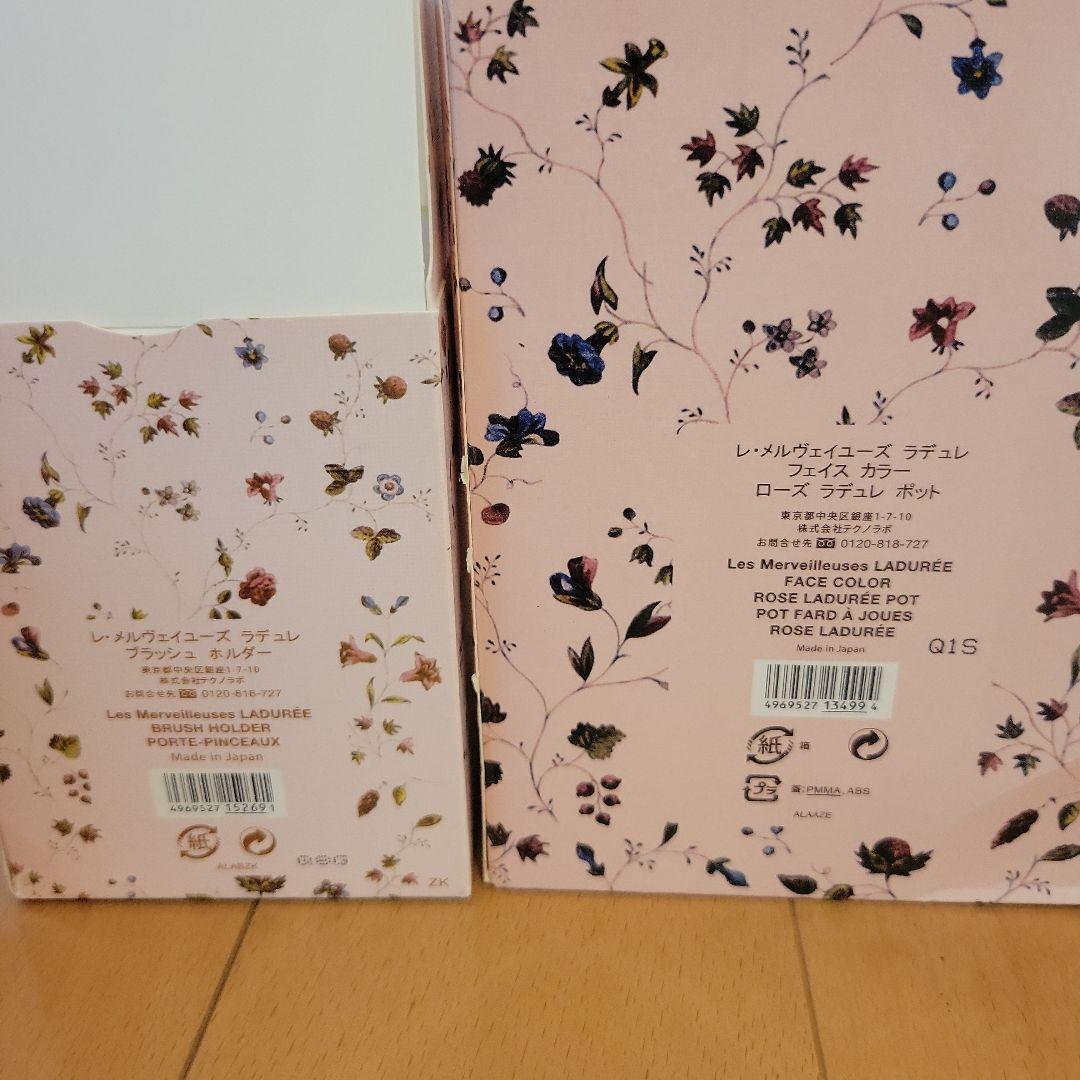 レ・メルヴェイユーズ ラデュレ
ブラッシュ ホルダー
東京都中央区銀座1-7-10
株式会社テクノラボ
お問合せ先 0120-818-727
Les Merveilleuses LADURÉE
BRUSH HOLDER
PORTE-PINCEAUX
Made in Japan
4969527 152691
紙
ALABZK
ZK
レ・メルヴェイユーズ ラデュレ
フェイス カラー
ローズ ラデュレ ポット
東京都中央区銀座1-7-10
株式会社テクノラボ
お問合せ先 0120-818-727
Les Merveilleuses LADURÉE
FACE COLOR
ROSE LADURÉE POT
POT FARD À JOUES
ROSE LADURÉE
Made in Japan
Q1S
4969527 134994
紙 箱
プラ 蓋:PMMA, ABS
ALAAZE